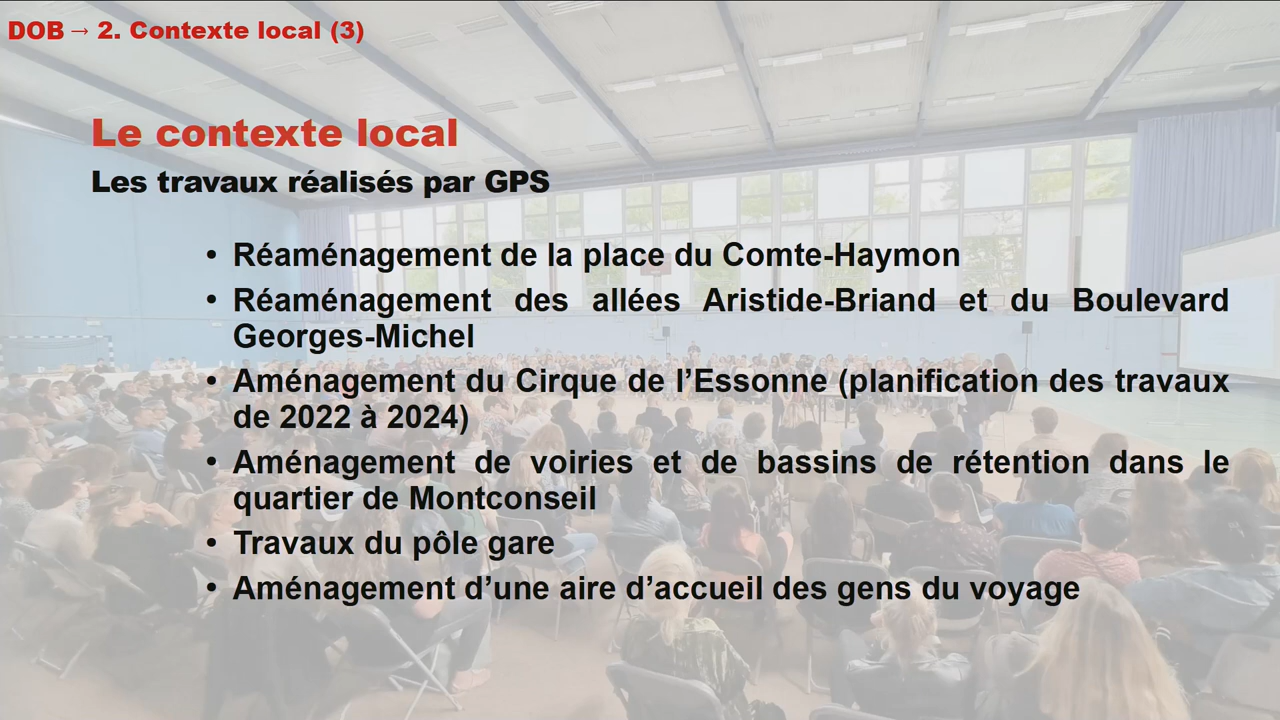 DOB → 2. Contexte local (3)
Le contexte local
Les travaux réalisés par GPS
• Réaménagement de la place du Comte-Haymon
• Réaménagement des allées Aristide-Briand et du Boulevard
Georges-Michel
• Aménagement du Cirque de l’Essonne (planification des travaux
de 2022 à 2024)
• Aménagement de voiries et de bassins de rétention dans le
quartier de Montconseil
• Travaux du pôle gare
• Aménagement d’une aire d’accueil des gens du voyage